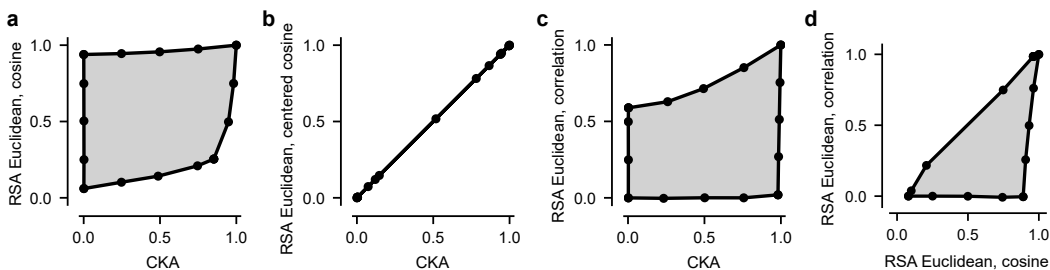 a
RSA Euclidean, cosine
1.0
0.5
0.0
0.0 0.5 1.0
CKA
b
RSA Euclidean, centered cosine
1.0
0.5
0.0
0.0 0.5 1.0
CKA
c
RSA Euclidean, correlation
1.0
0.5
0.0
0.0 0.5 1.0
CKA
d
RSA Euclidean, correlation
1.0
0.5
0.0
0.0 0.5 1.0
RSA Euclidean, cosine